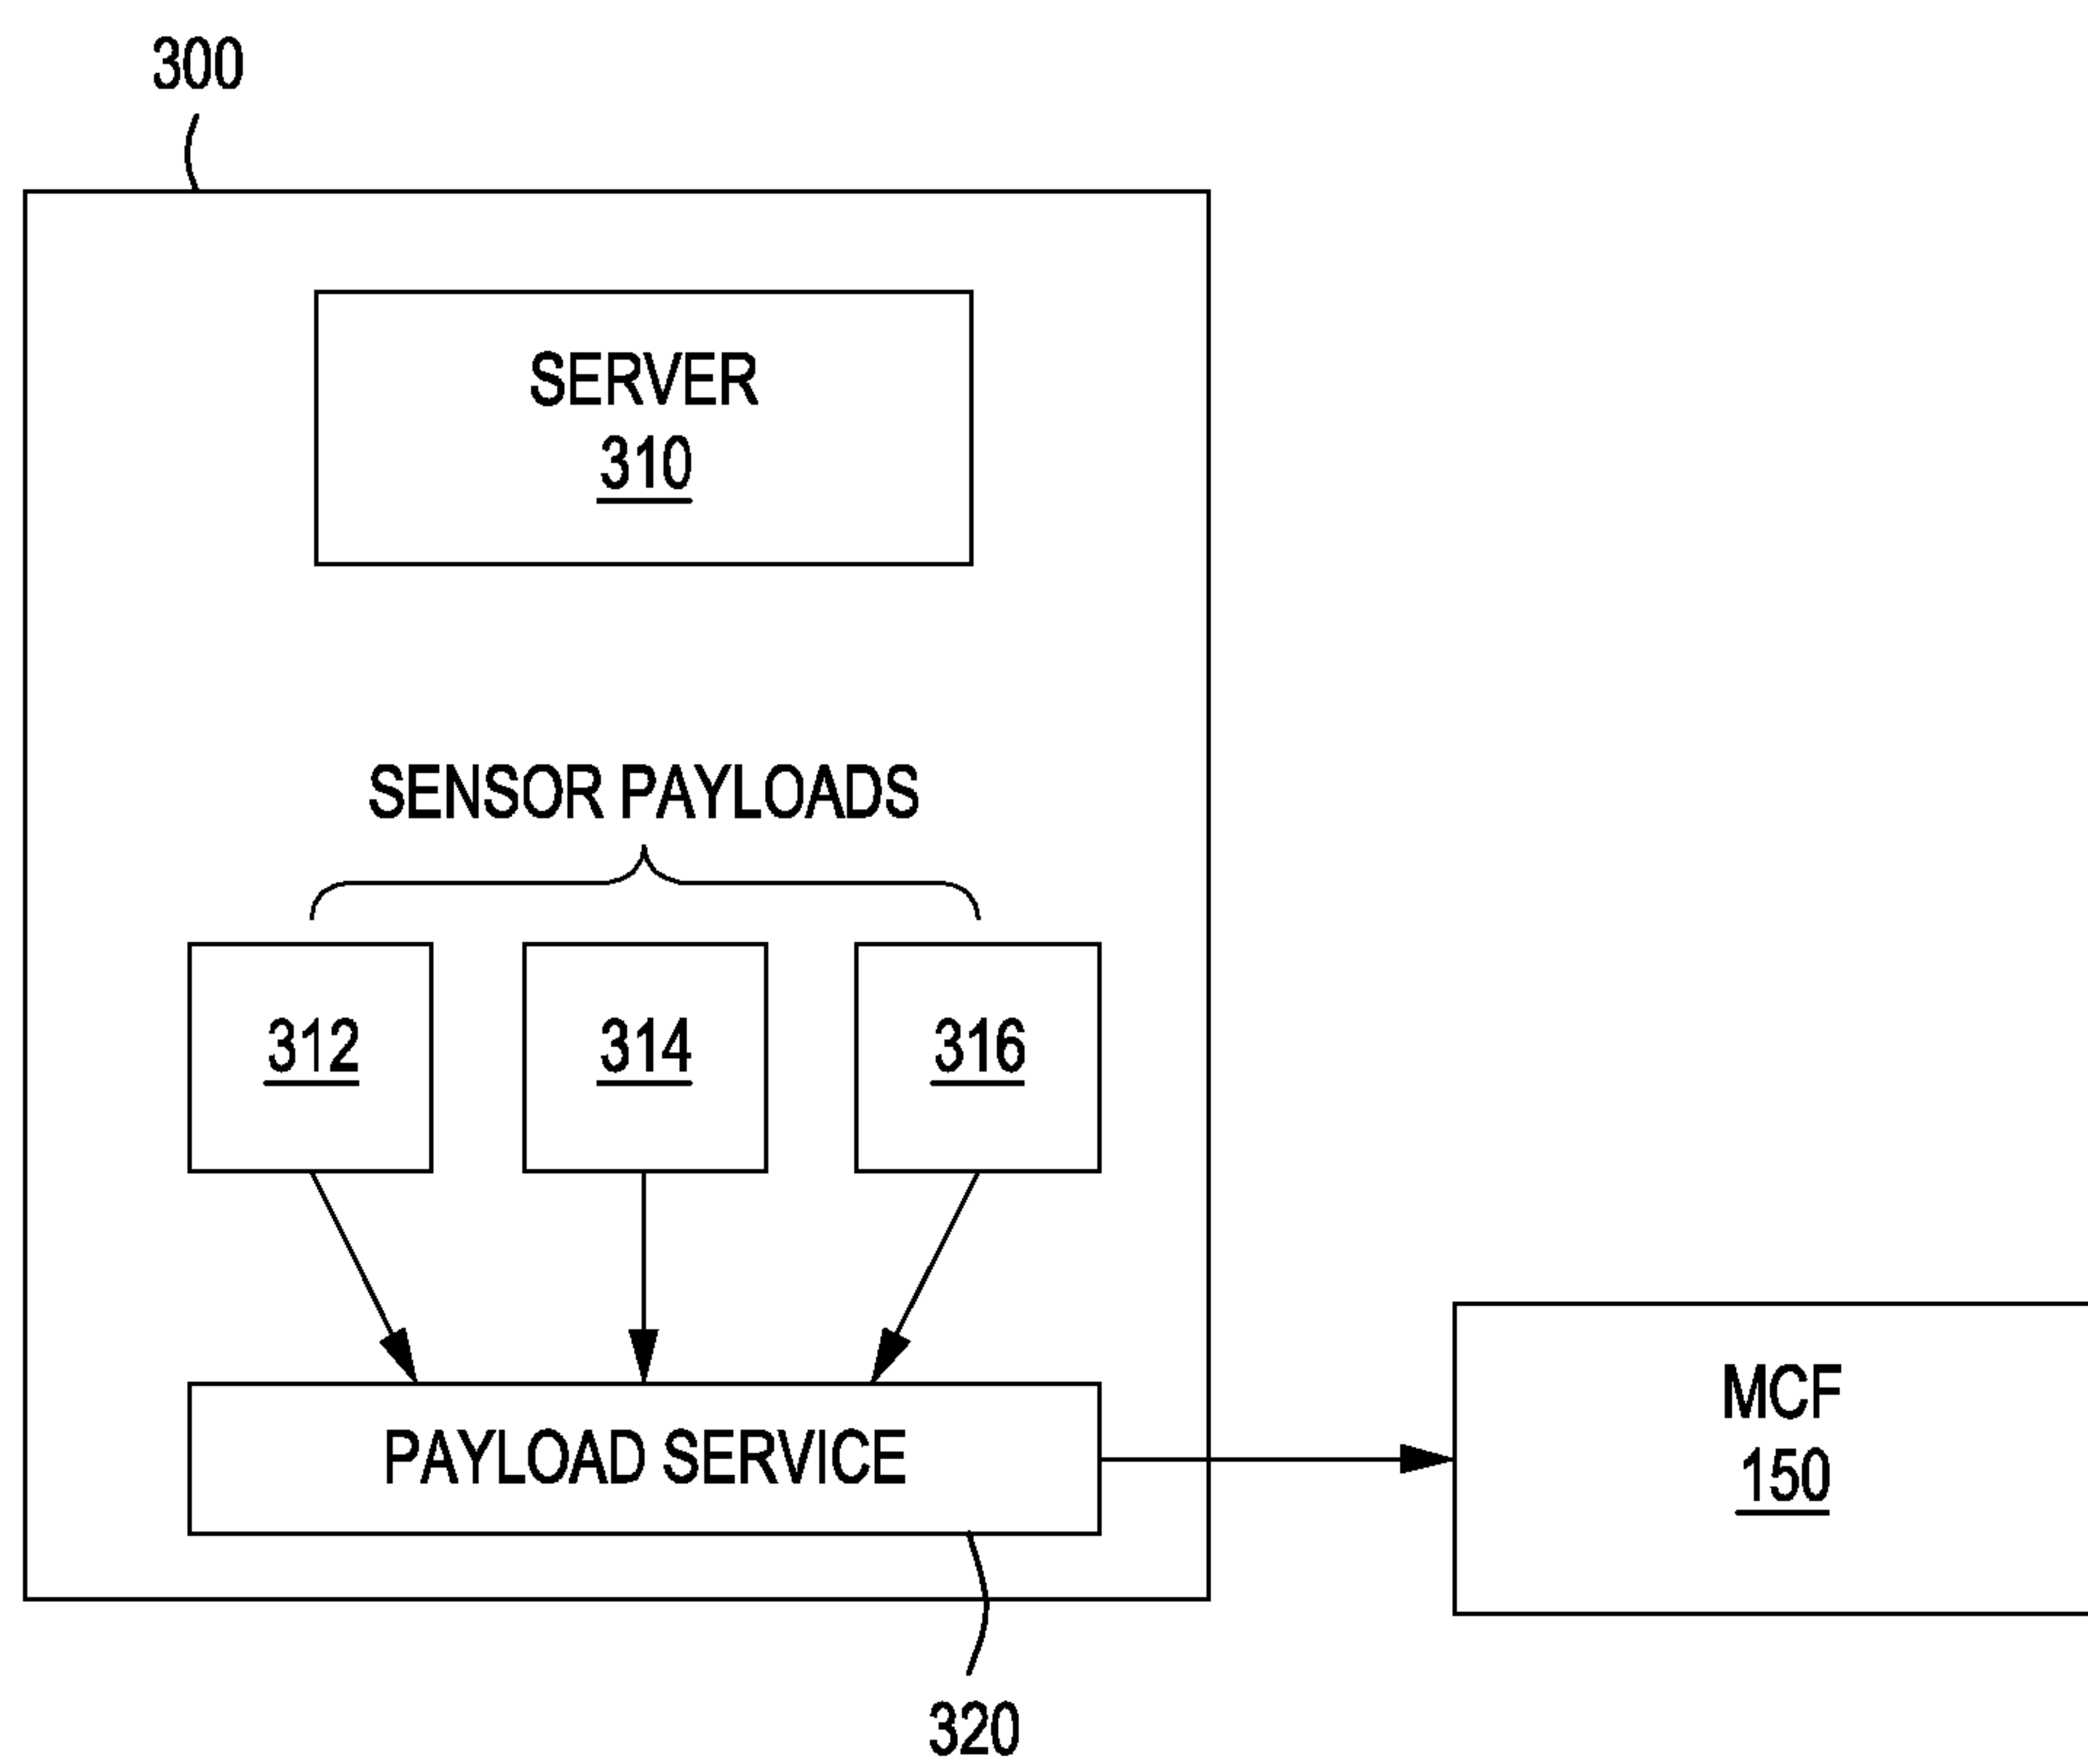 300
SERVER
310
SENSOR PAYLOADS
312
314
316
PAYLOAD SERVICE
MCF
150
320